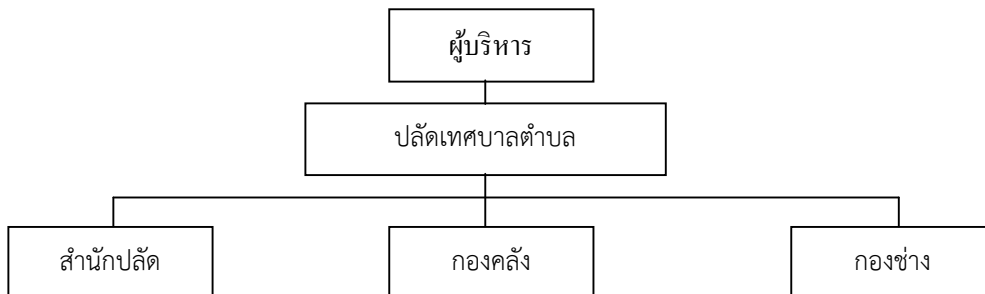 ผู้บริหาร
ปลัดเทศบาลตำบล
สำนักปลัด
กองคลัง
กองช่าง